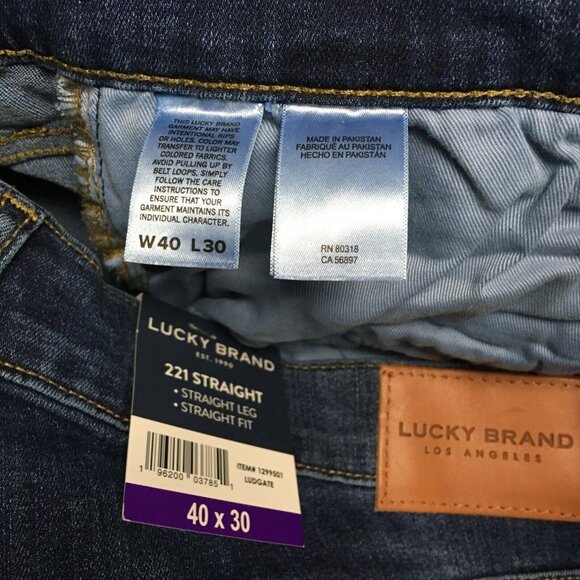 THIS LUCKY BRAND
GARMENT MAY HAVE
INTENTIONAL RIPS
OR HOLES. COLOR MAY
TRANSFER TO LIGHTER
COLORED FABRICS.
AVOID PULLING UP BY
BELT LOOPS, SIMPLY
FOLLOW THE CARE
INSTRUCTIONS TO
ENSURE THAT YOUR
GARMENT MAINTAINS ITS
INDIVIDUAL CHARACTER.
W40 L30
MADE IN PAKISTAN
FABRIQUÉ AU PAKISTAN
HECHO EN PAKISTÁN
RN 80318
CA 56897
LUCKY BRAND
EST. 1990
221 STRAIGHT
• STRAIGHT LEG
• STRAIGHT FIT
ITEM# 1299501
LUDGATE
1 96200 03785 1
40 x 30
LUCKY BRAND
LOS ANGELES